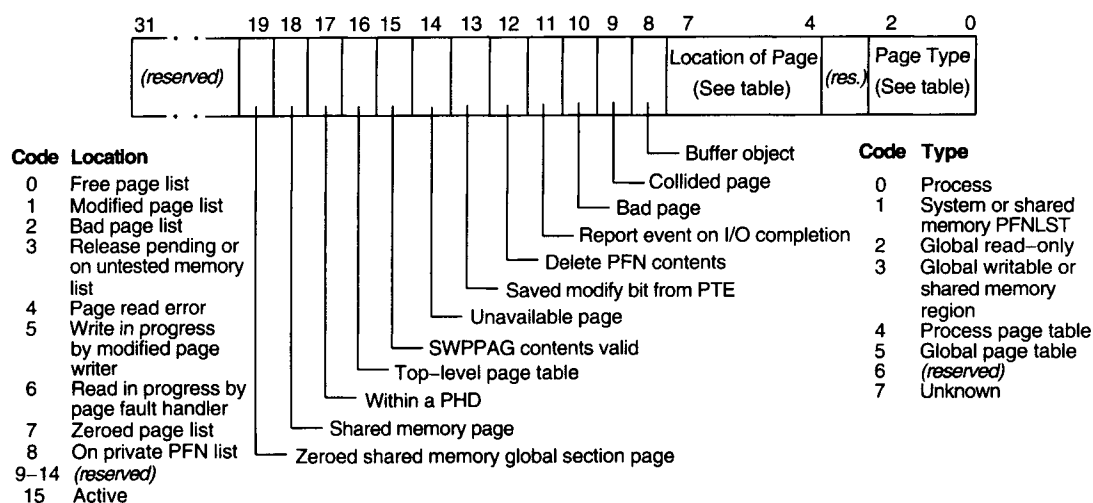 31 19 18 17 16 15 14 13 12 11 10 9 8 7 4 2 0
(reserved)
Location of Page
(See table)
(res.)
Page Type
(See table)
Buffer object
Collided page
Bad page
Report event on I/O completion
Delete PFN contents
Saved modify bit from PTE
Unavailable page
SWPPAG contents valid
Top–level page table
Within a PHD
Shared memory page
Zeroed shared memory global section page
Code Location
0 Free page list
1 Modified page list
2 Bad page list
3 Release pending or
on untested memory
list
4 Page read error
5 Write in progress
by modified page
writer
6 Read in progress by
page fault handler
7 Zeroed page list
8 On private PFN list
9–14 (reserved)
15 Active
Code Type
0 Process
1 System or shared
memory PFNLST
2 Global read–only
3 Global writable or
shared memory
region
4 Process page table
5 Global page table
6 (reserved)
7 Unknown